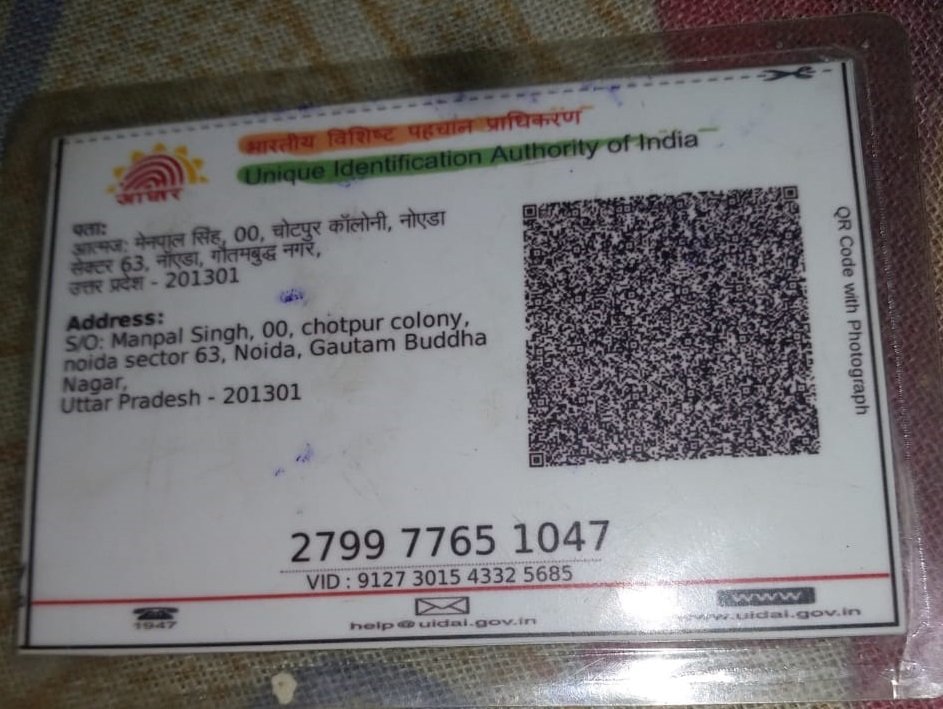 भारतीय विशिष्ट पहचान प्राधिकरण
Unique Identification Authority of India
आधार
पता:
आत्मज: मेनपाल सिंह, 00, चोटपुर कॉलोनी, नोएडा
सेक्टर 63, नोएडा, गौतमबुद्ध नगर,
उत्तर प्रदेश - 201301
Address:
S/O: Manpal Singh, 00, chotpur colony,
noida sector 63, Noida, Gautam Buddha
Nagar,
Uttar Pradesh - 201301
QR Code with Photograph
2799 7765 1047
VID : 9127 3015 4332 5685
1947
help@uidai.gov.in
www
www.uidai.gov.in